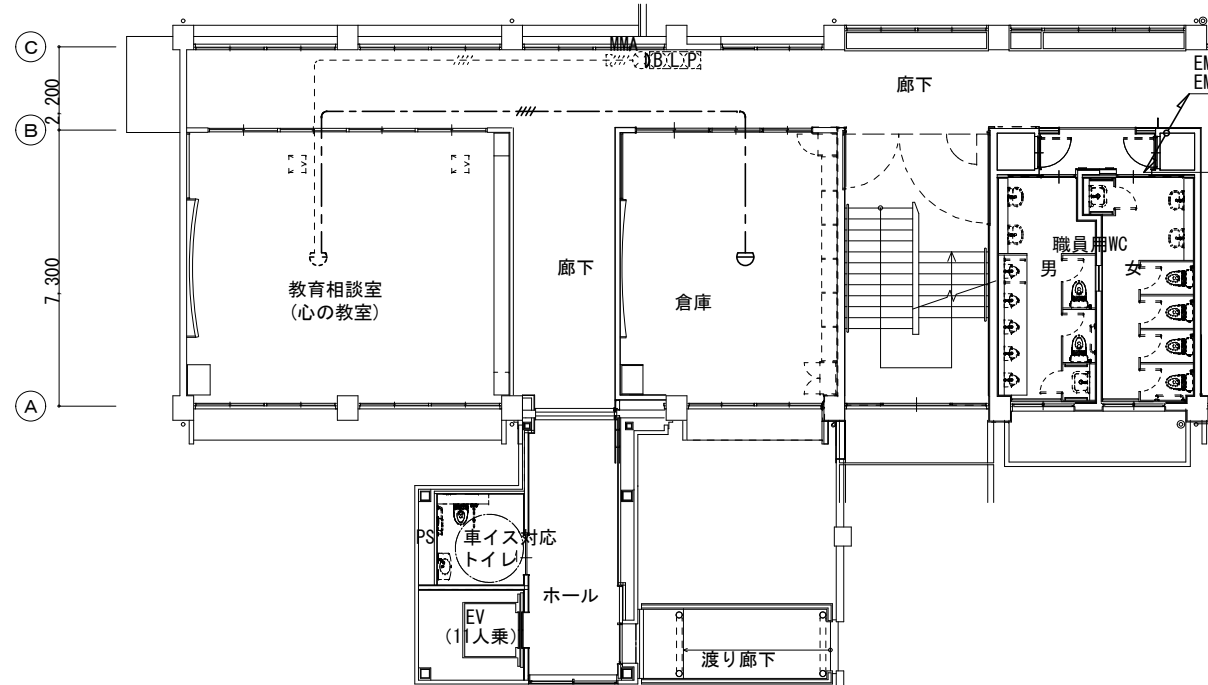 C
MMA
BLP
EM
EM
廊下
2,200
B
職員用WC
男
女
廊下
7,300
教育相談室
(心の教室)
倉庫
A
PS
車イス対応
トイレ
ホール
EV
(11人乗)
渡り廊下